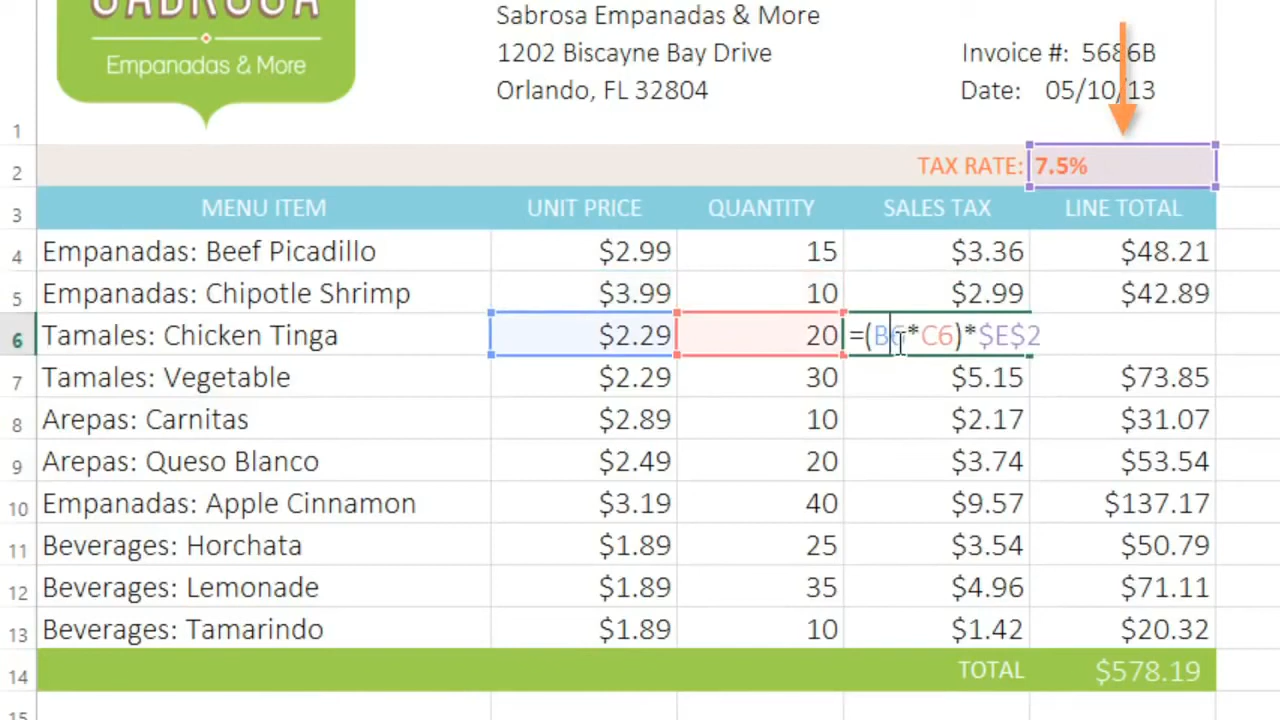 SABROSA
Empanadas & More
Sabrosa Empanadas & More
1202 Biscayne Bay Drive
Orlando, FL 32804
Invoice #: 5686B
Date: 05/10/13
1
2 TAX RATE: 7.5%
3 MENU ITEM UNIT PRICE QUANTITY SALES TAX LINE TOTAL
4 Empanadas: Beef Picadillo $2.99 15 $3.36 $48.21
5 Empanadas: Chipotle Shrimp $3.99 10 $2.99 $42.89
6 Tamales: Chicken Tinga $2.29 20 =(B6*C6)*$E$2
7 Tamales: Vegetable $2.29 30 $5.15 $73.85
8 Arepas: Carnitas $2.89 10 $2.17 $31.07
9 Arepas: Queso Blanco $2.49 20 $3.74 $53.54
10 Empanadas: Apple Cinnamon $3.19 40 $9.57 $137.17
11 Beverages: Horchata $1.89 25 $3.54 $50.79
12 Beverages: Lemonade $1.89 35 $4.96 $71.11
13 Beverages: Tamarindo $1.89 10 $1.42 $20.32
14 TOTAL $578.19
15